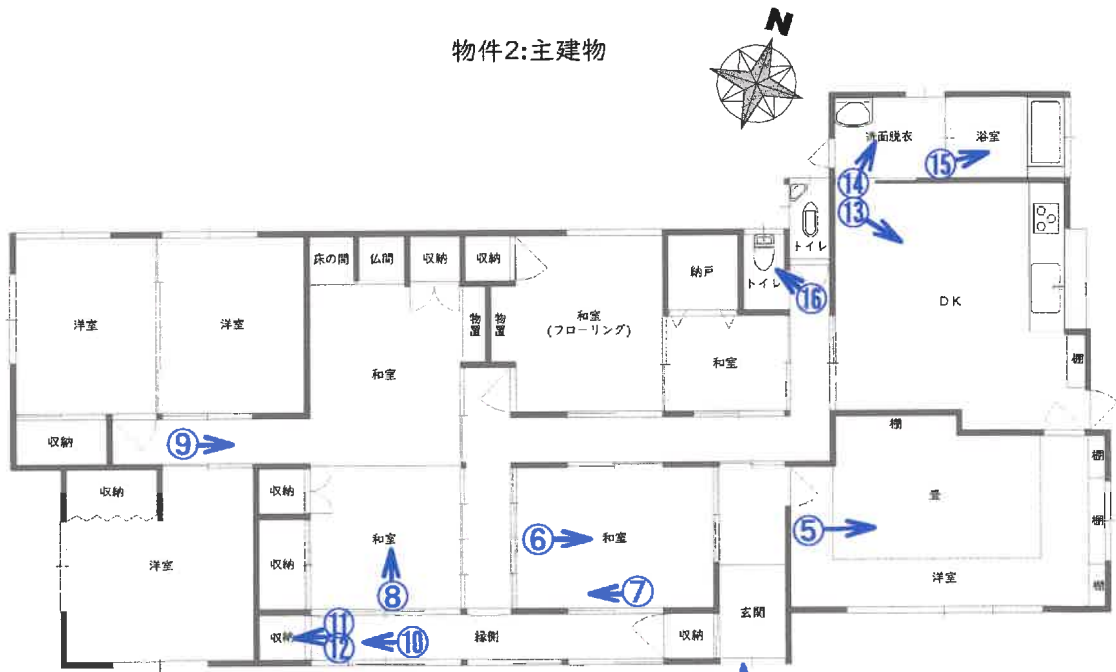 物件2:主建物
N
洗面脱衣
浴室
⑮
⑭
⑬
トイレ
床の間
仏間
収納
収納
納戸
トイレ
⑯
DK
洋室
洋室
物置
物置
和室
(フローリング)
和室
和室
棚
収納
⑨
棚
収納
収納
畳
棚
棚
棚
⑤
洋室
収納
和室
⑧
⑥
和室
⑦
洋室
玄関
収納
⑪
⑫
⑩
縁側
収納